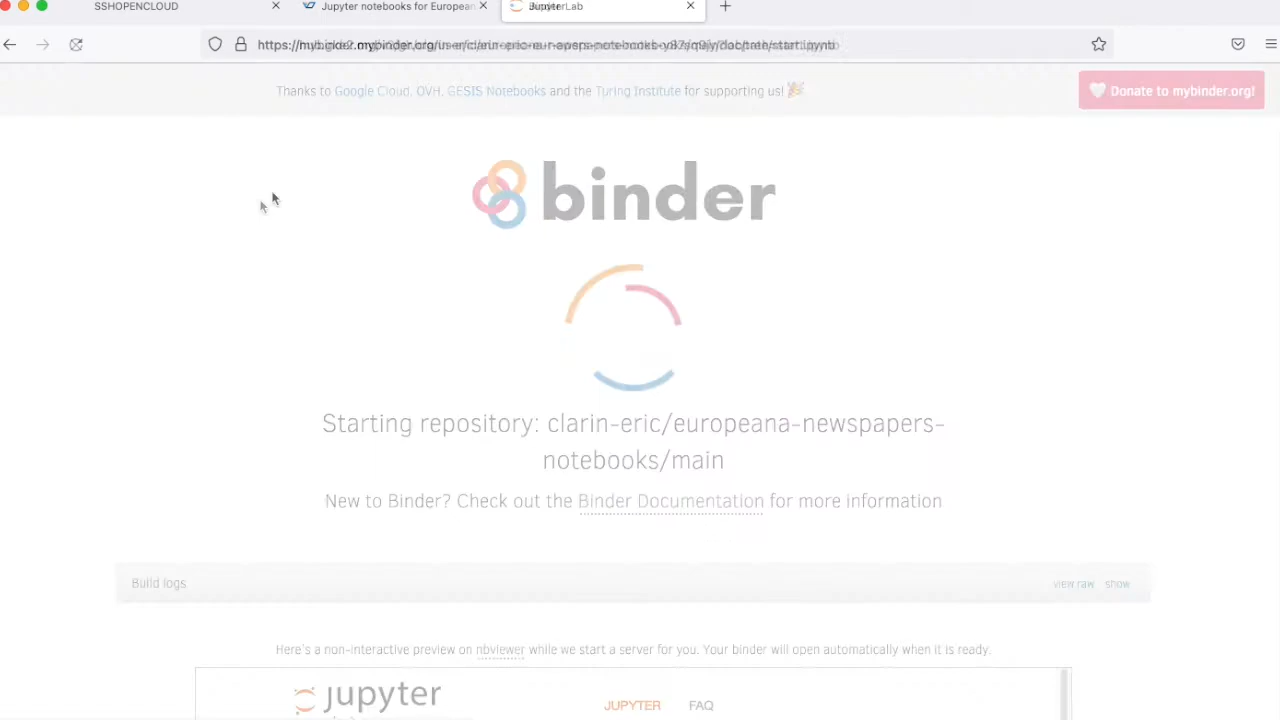 SSHOPENCLOUD
Jupyter notebooks for European
JupyterLab
Thanks to Google Cloud, OVH, GESIS Notebooks and the Turing Institute for supporting us!
Donate to mybinder.org!
binder
Starting repository: clarin-eric/europeana-newspapers-
notebooks/main
New to Binder? Check out the Binder Documentation for more information
Build logs
view raw show
Here's a non-interactive preview on nbviewer while we start a server for you. Your binder will open automatically when it is ready.
jupyter
JUPYTER FAQ